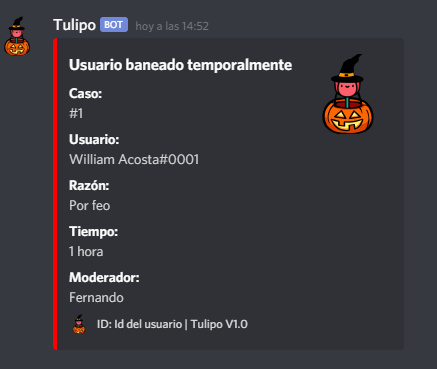 Tulipo BOT hoy a las 14:52
Usuario baneado temporalmente
Caso:
#1
Usuario:
William Acosta#0001
Razón:
Por feo
Tiempo:
1 hora
Moderador:
Fernando
ID: Id del usuario | Tulipo V1.0